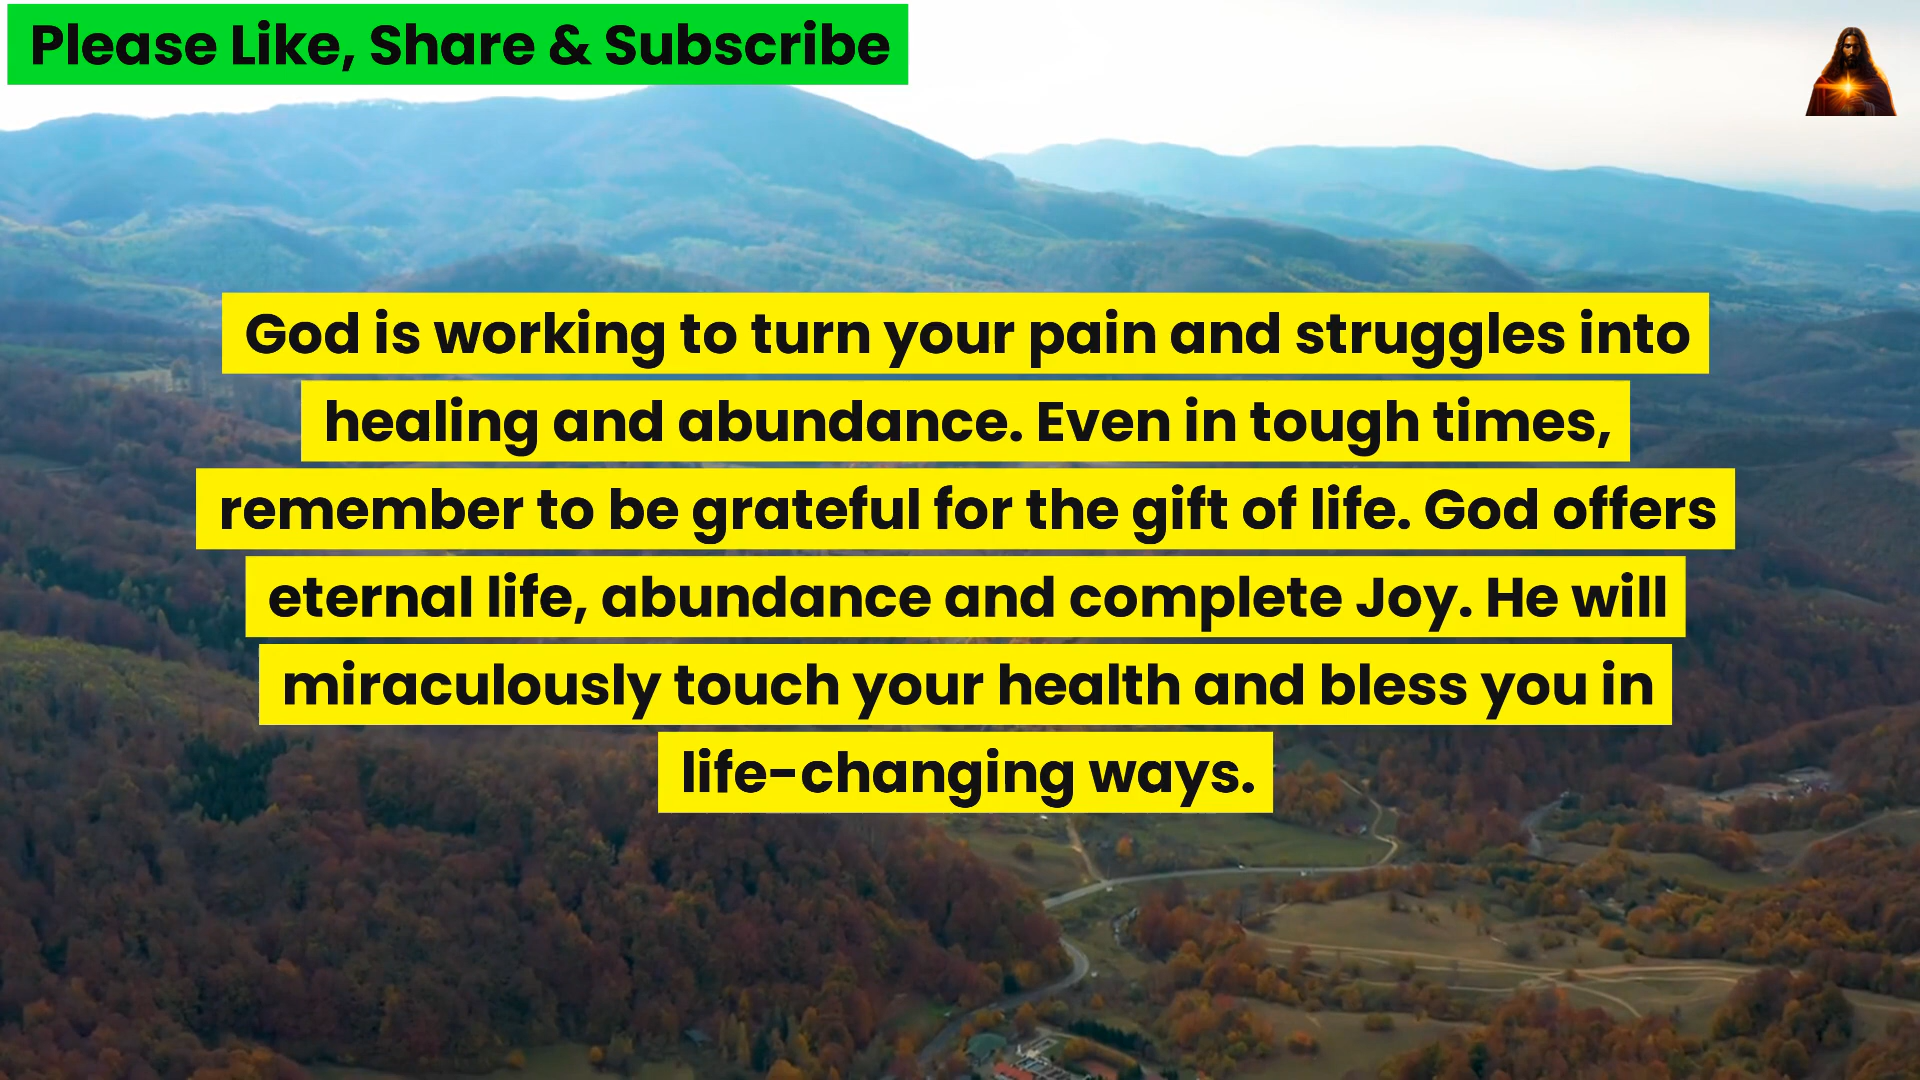 Please Like, Share & Subscribe
God is working to turn your pain and struggles into
healing and abundance. Even in tough times,
remember to be grateful for the gift of life. God offers
eternal life, abundance and complete Joy. He will
miraculously touch your health and bless you in
life-changing ways.